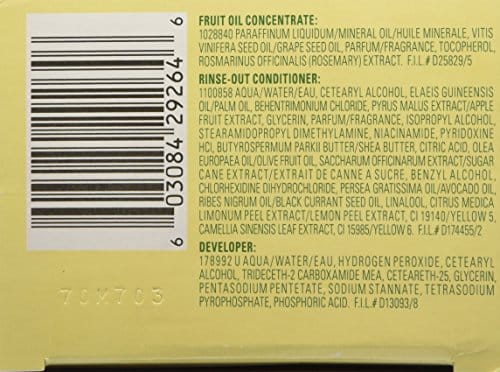 FRUIT OIL CONCENTRATE:
1028840 PARAFFINUM LIQUIDUM/MINERAL OIL/HUILE MINERALE, VITIS
VINIFERA SEED OIL/GRAPE SEED OIL, PARFUM/FRAGRANCE, TOCOPHEROL,
ROSMARINUS OFFICINALIS (ROSEMARY) EXTRACT. F.I.L.# D25829/5
RINSE-OUT CONDITIONER:
1100858 AQUA/WATER/EAU, CETEARYL ALCOHOL, ELAEIS GUINEENSIS
OIL/PALM OIL, BEHENTRIMONIUM CHLORIDE, PYRUS MALUS EXTRACT/APPLE
FRUIT EXTRACT, GLYCERIN, PARFUM/FRAGRANCE, ISOPROPYL ALCOHOL,
STEARAMIDOPROPYL DIMETHYLAMINE, NIACINAMIDE, PYRIDOXINE
HCI, BUTYROSPERMUM PARKII BUTTER/SHEA BUTTER, CITRIC ACID, OLEA
EUROPAEA OIL/OLIVE FRUIT OIL, SACCHARUM OFFICINARUM EXTRACT/SUGAR
CANE EXTRACT/EXTRAIT DE CANNE A SUCRE, BENZYL ALCOHOL,
CHLORHEXIDINE DIHYDROCHLORIDE, PERSEA GRATISSIMA OIL/AVOCADO OIL,
RIBES NIGRUM OIL/BLACK CURRANT SEED OIL, LINALOOL, CITRUS MEDICA
LIMONUM PEEL EXTRACT/LEMON PEEL EXTRACT, CI 19140/YELLOW 5,
CAMELLIA SINENSIS LEAF EXTRACT, CI 15985/YELLOW 6. F.I.L.# D174455/2
DEVELOPER:
178992 U AQUA/WATER/EAU, HYDROGEN PEROXIDE, CETEARYL
ALCOHOL, TRIDECETH-2 CARBOXAMIDE MEA, CETEARETH-25, GLYCERIN,
PENTASODIUM PENTETATE, SODIUM STANNATE, TETRASODIUM
PYROPHOSPHATE, PHOSPHORIC ACID. F.I.L.# D13093/8
6 03084 29264 6
70K703